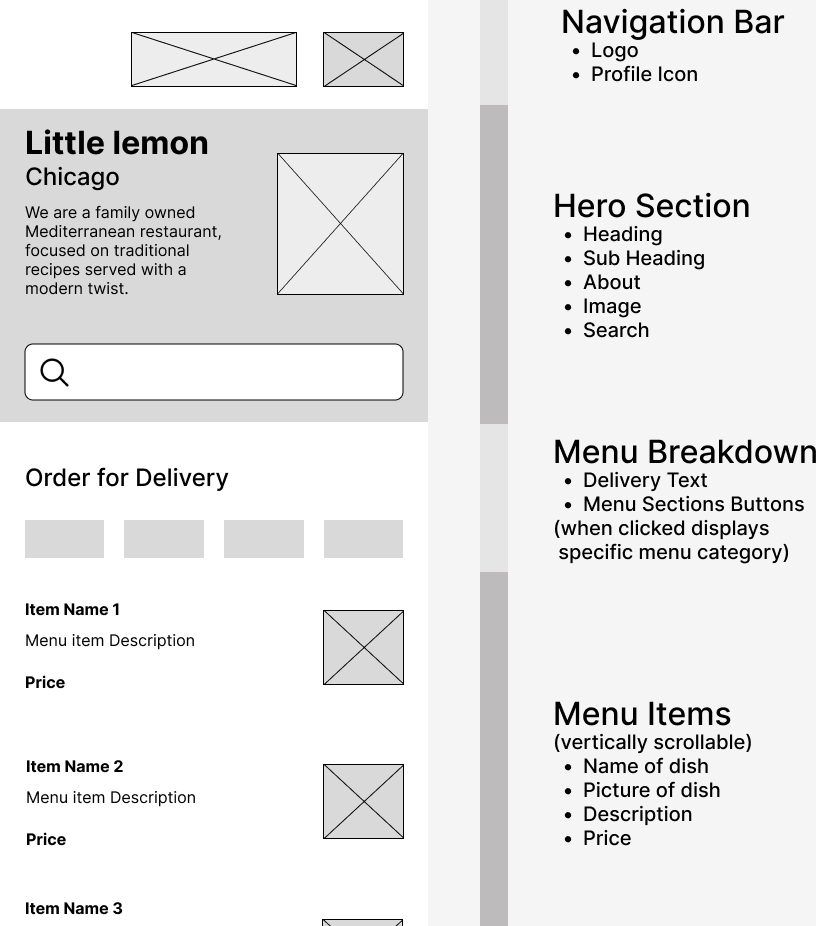 Little lemon
Chicago
We are a family owned
Mediterranean restaurant,
focused on traditional
recipes served with a
modern twist.
Order for Delivery
Item Name 1
Menu item Description
Price
Item Name 2
Menu item Description
Price
Item Name 3
Navigation Bar
• Logo
• Profile Icon
Hero Section
• Heading
• Sub Heading
• About
• Image
• Search
Menu Breakdown
• Delivery Text
• Menu Sections Buttons
(when clicked displays
specific menu category)
Menu Items
(vertically scrollable)
• Name of dish
• Picture of dish
• Description
• Price